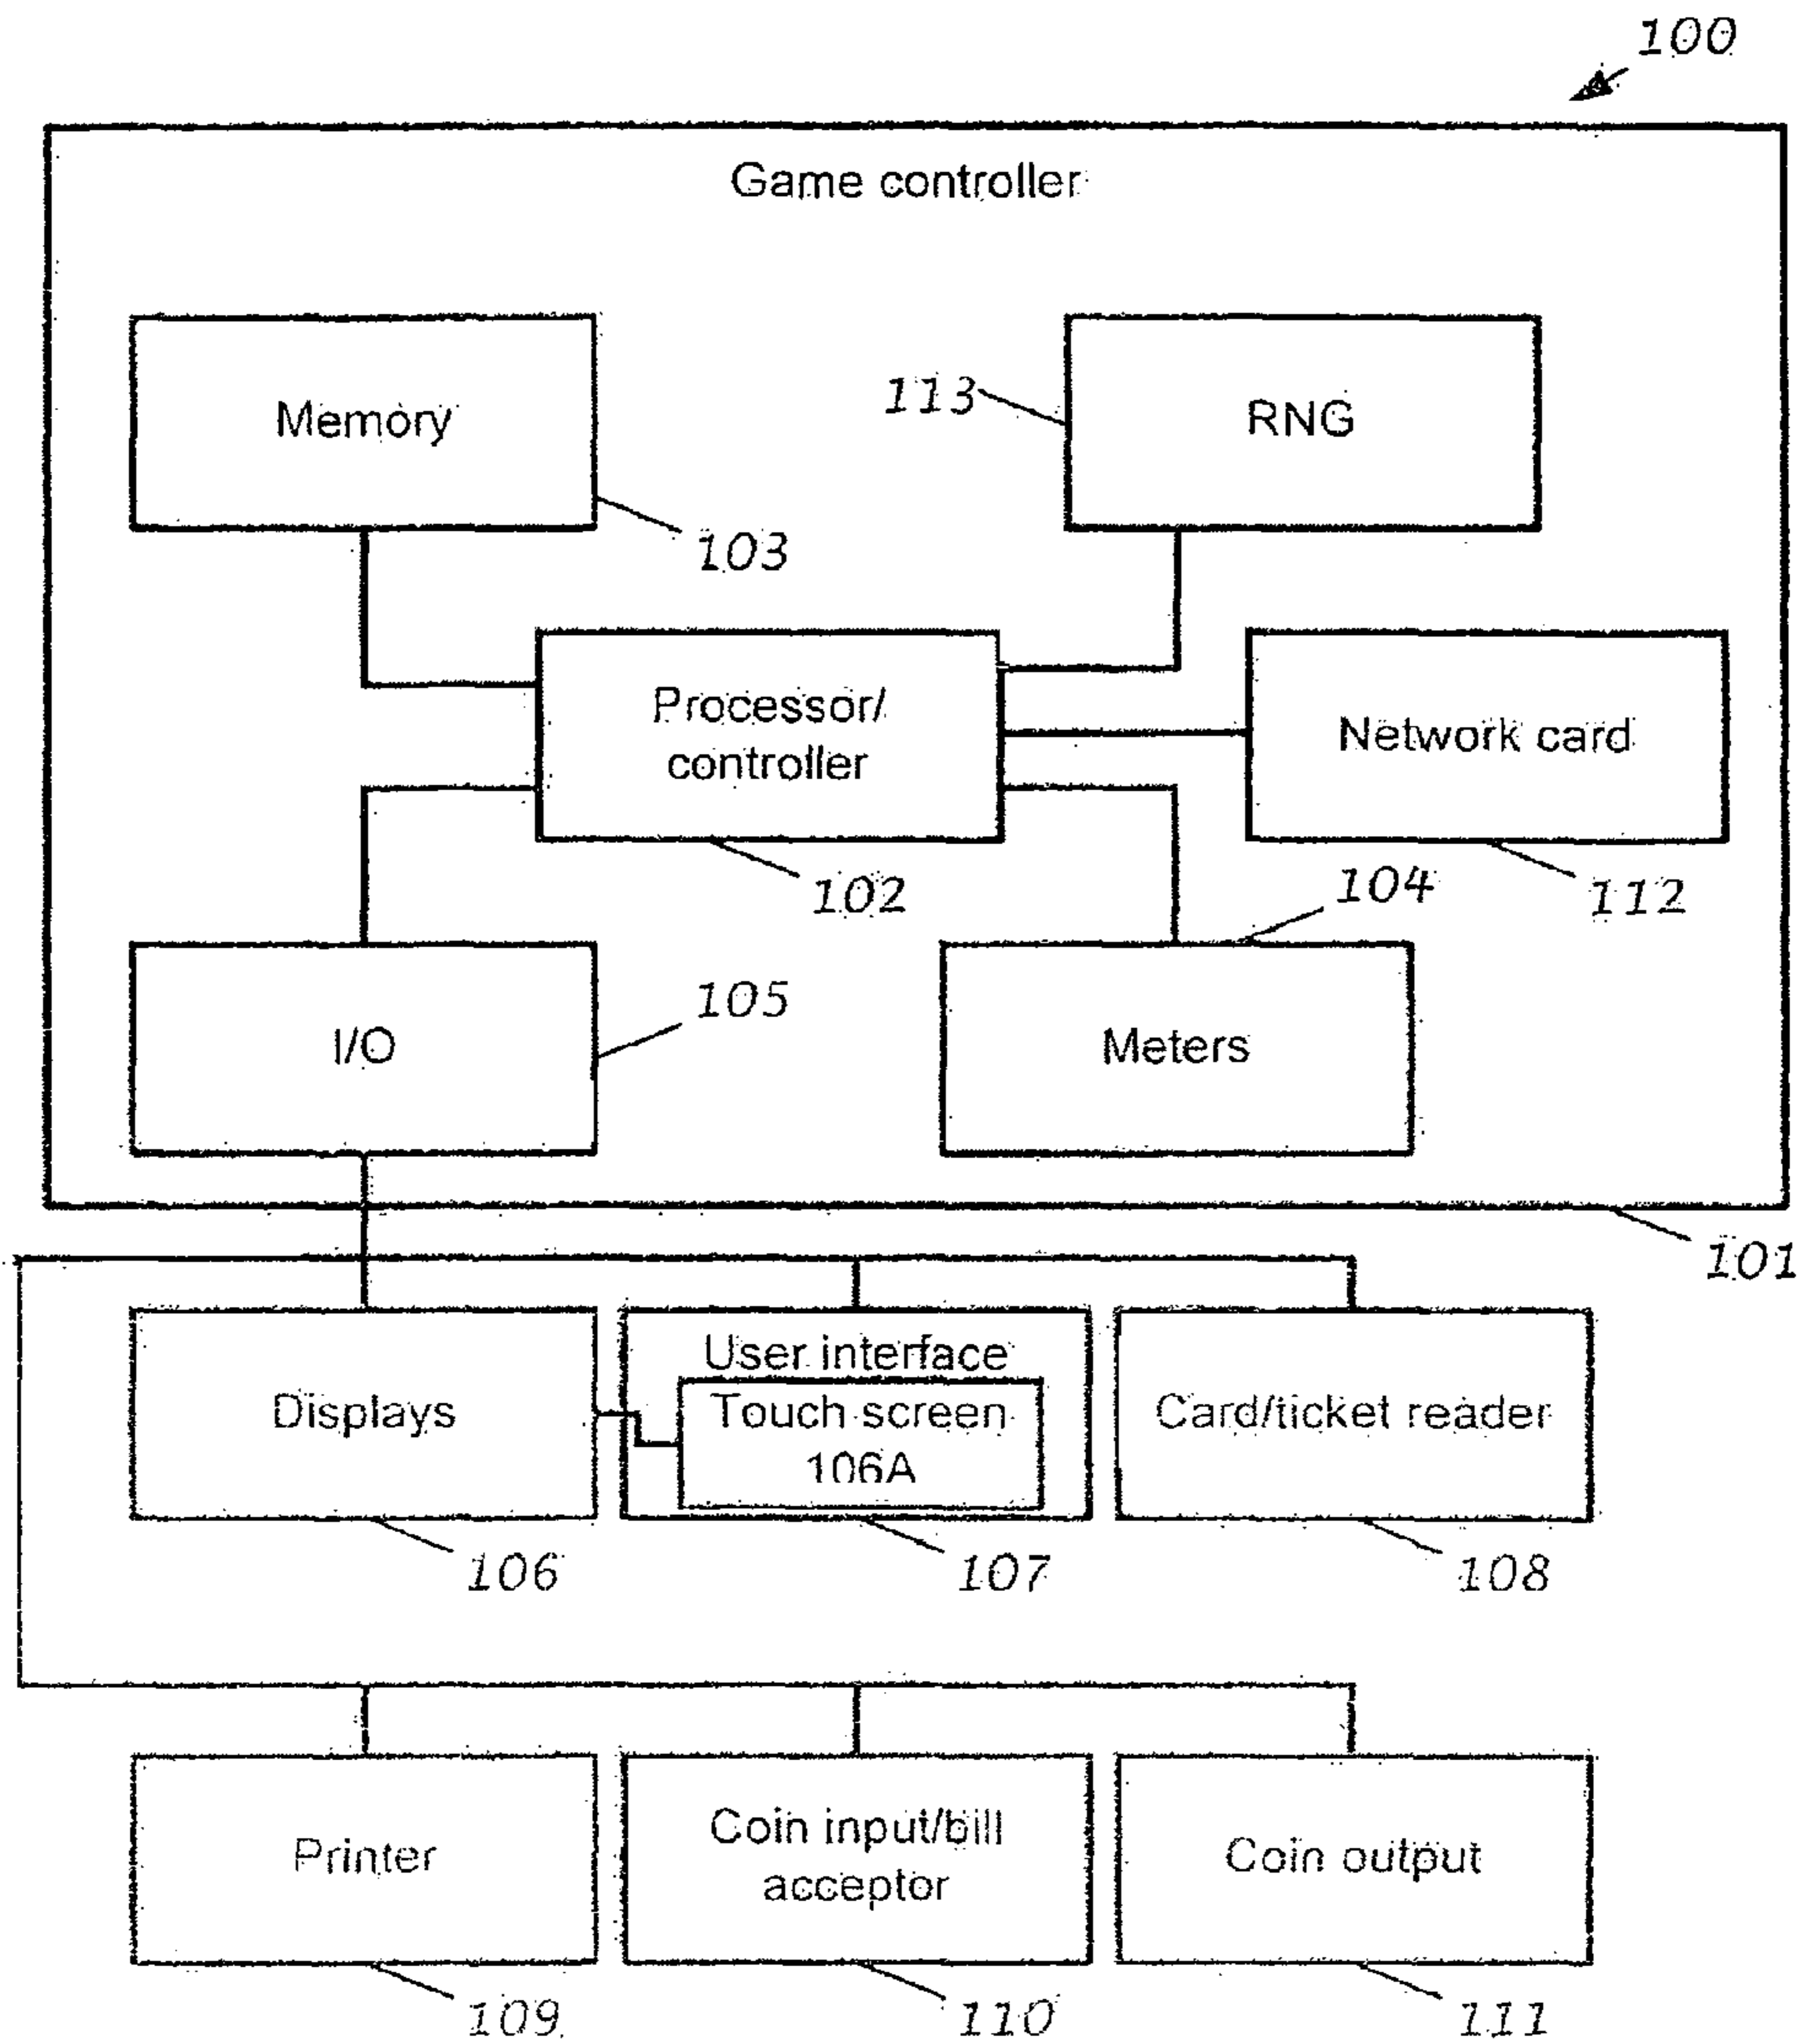 100
Game controller
Memory
113
RNG
103
Processor/
controller
Network card
102
104
112
105
I/O
Meters
101
Displays
User interface
Touch screen
106A
Card/ticket reader
106
107
108
Printer
Coin input/bill
acceptor
Coin output
109
110
111